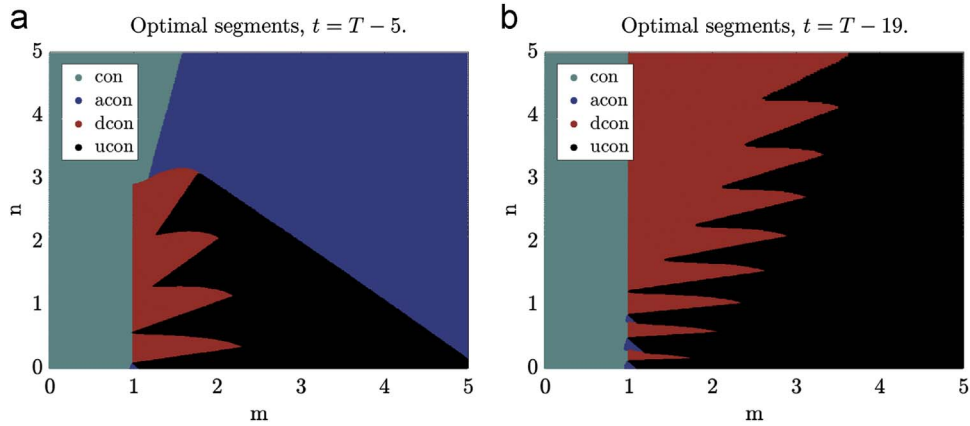 a
Optimal segments, t = T − 5.
5
4
3
2
1
0
n
con
acon
dcon
ucon
0 1 2 3 4 5
m
b
Optimal segments, t = T − 19.
5
4
3
2
1
0
n
con
acon
dcon
ucon
0 1 2 3 4 5
m